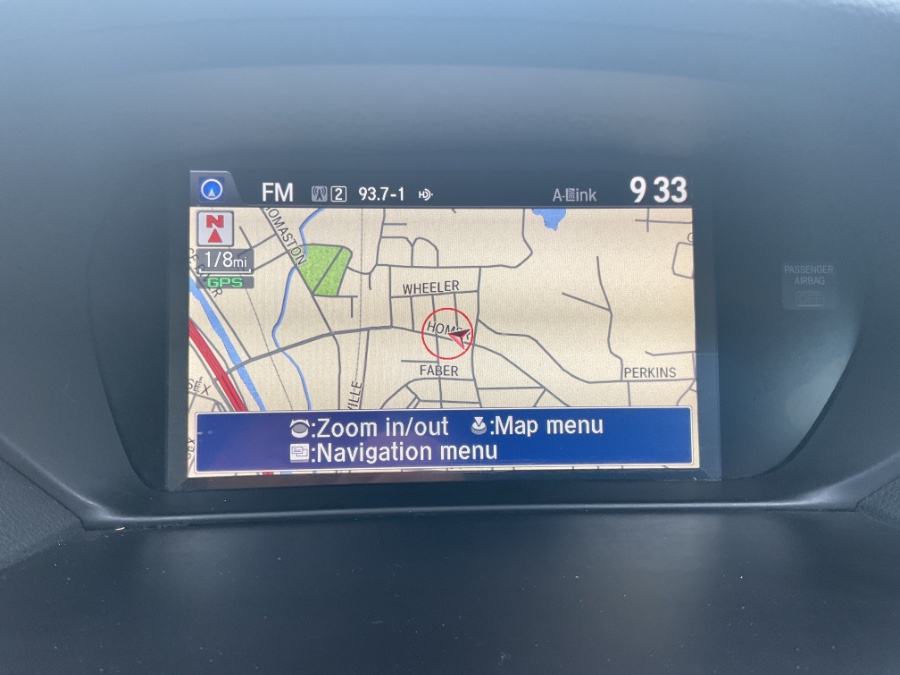 FM 2 93.7-1 A-Link 9 33
N
1/8mi
GPS
WHEELER
FABER
PERKINS
PASSENGER
AIRBAG
:Zoom in/out :Map menu
:Navigation menu